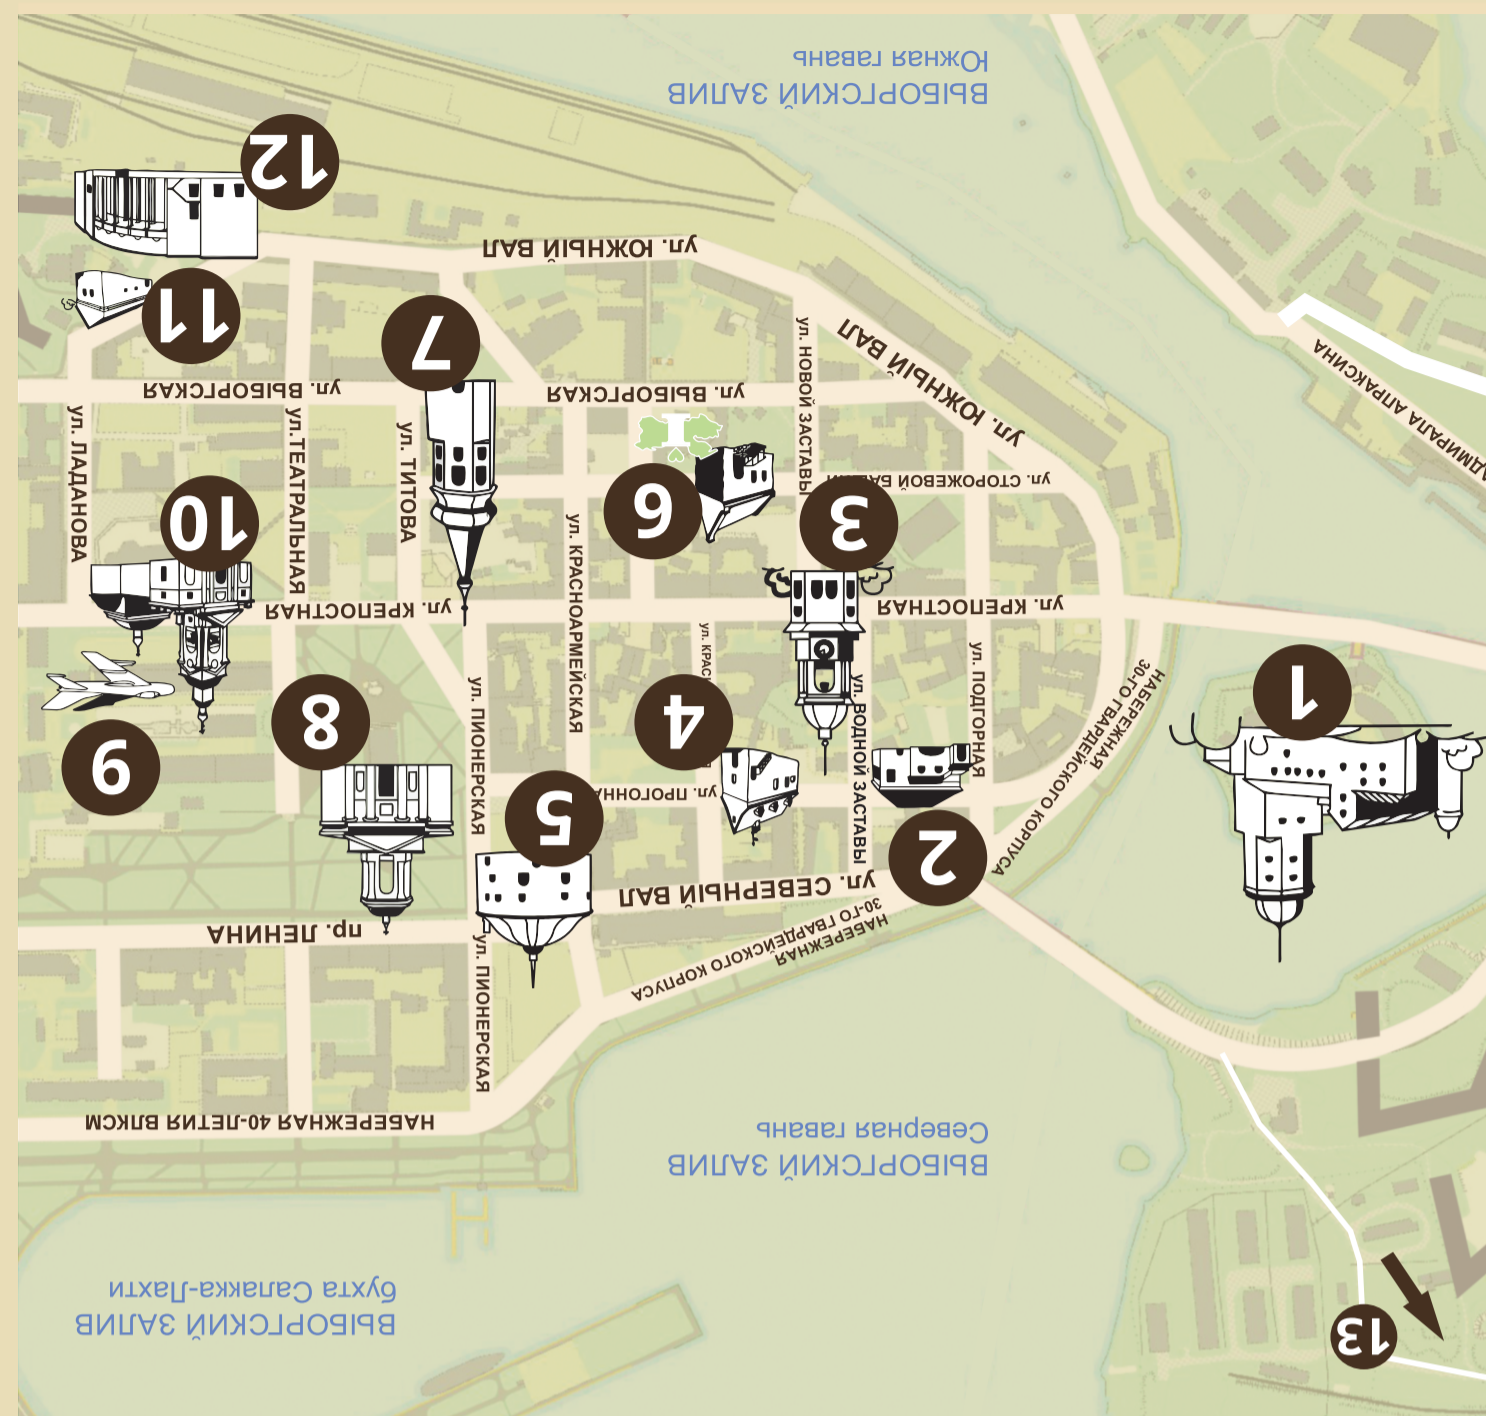 13
бухта Салакка-Лахти
ВЫБОРГСКИЙ ЗАЛИВ
Северная гавань
ВЫБОРГСКИЙ ЗАЛИВ
НАБЕРЕЖНАЯ 40-ЛЕТИЯ ВЛКСМ
ул. ПИОНЕРСКАЯ
НАБЕРЕЖНАЯ
30-ГО ГВАРДЕЙСКОГО КОРПУСА
пр. ЛЕНИНА
ул. СЕВЕРНЫЙ ВАЛ
2
5
НАБЕРЕЖНАЯ
30-ГО ГВАРДЕЙСКОГО КОРПУСА
ул. ПРОГОННА
ул. ВОДНОЙ ЗАСТАВЫ
ул. ПОДГОРНАЯ
ул. ПИОНЕРСКАЯ
9
8
4
1
ул. КРАСНОАРМЕЙСКАЯ
ул. КРЕПОСТНАЯ
ул. КРЕПОСТНАЯ
10
6
3
ул. СТОРОЖЕВОЙ
ул. ЛАДАНОВА
ул.ТЕАТРАЛЬНАЯ
ул. ТИТОВА
ул. НОВОЙ ЗАСТАВЫ
ул. ВЫБОРГСКАЯ
ул. ВЫБОРГСКАЯ
ул. ЮЖНЫЙ ВАЛ
АПРАКСИНА
7
11
ул. ЮЖНЫЙ ВАЛ
12
ВЫБОРГСКИЙ ЗАЛИВ
Южная гавань